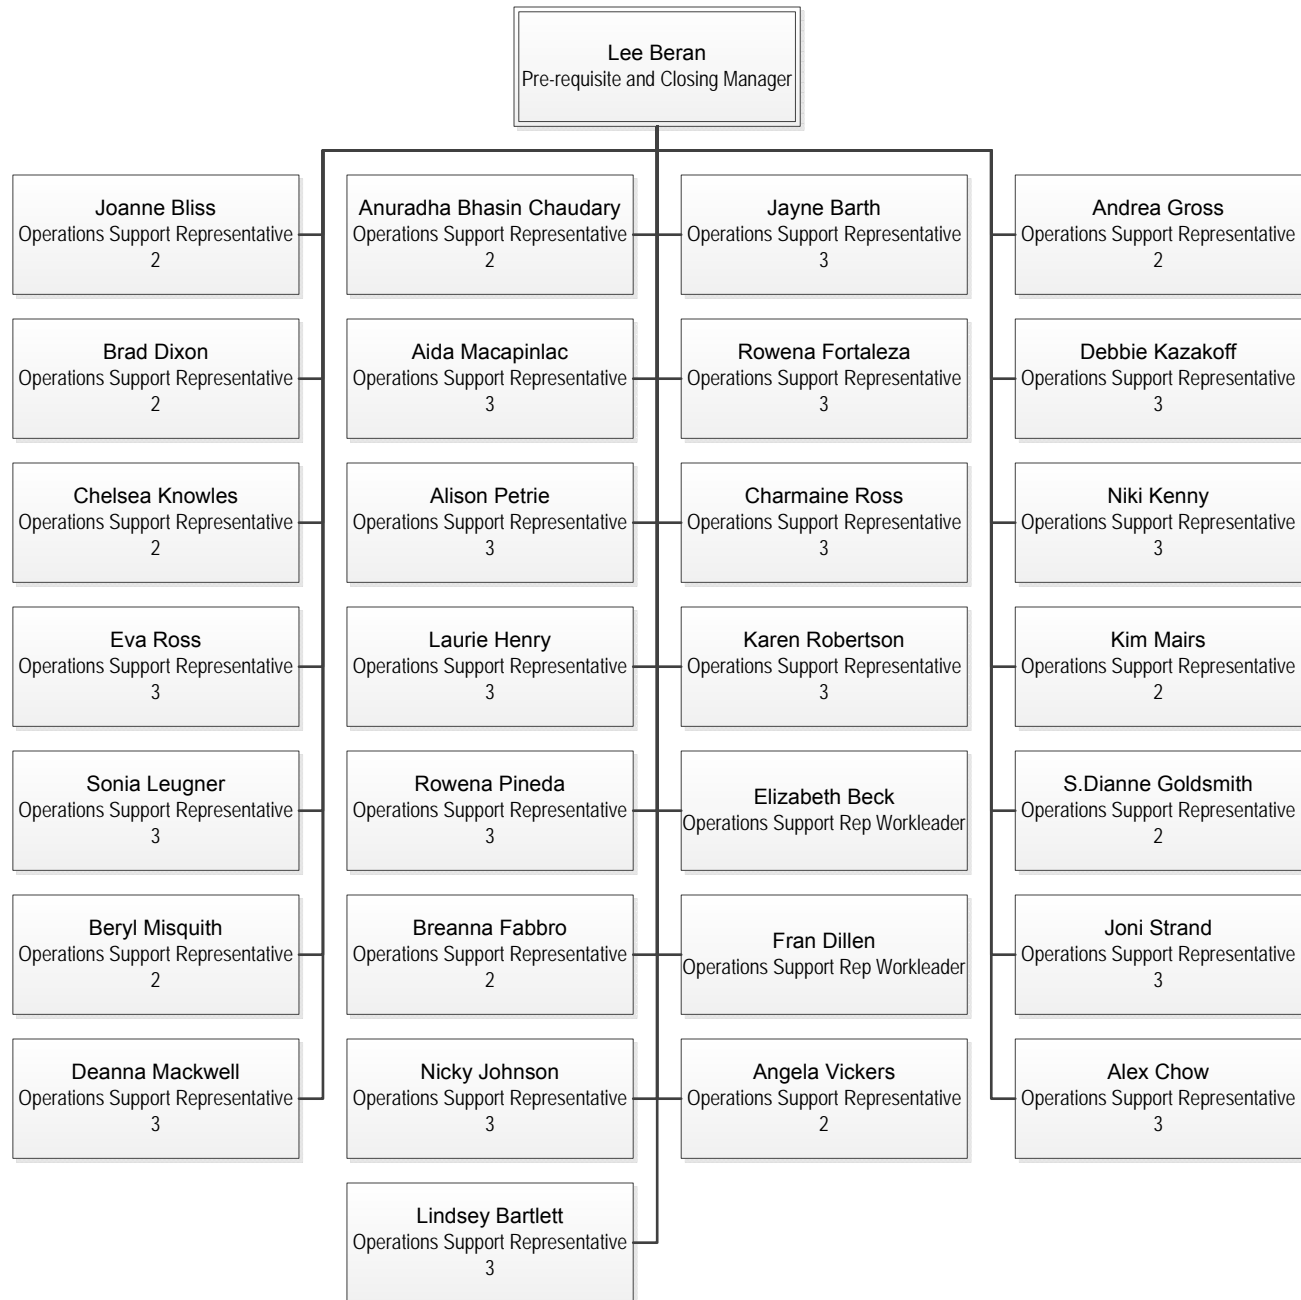 Lee Beran
Pre-requisite and Closing Manager
Joanne Bliss
Operations Support Representative
2
Anuradha Bhasin Chaudary
Operations Support Representative
2
Jayne Barth
Operations Support Representative
3
Andrea Gross
Operations Support Representative
2
Brad Dixon
Operations Support Representative
2
Aida Macapinlac
Operations Support Representative
3
Rowena Fortaleza
Operations Support Representative
3
Debbie Kazakoff
Operations Support Representative
3
Chelsea Knowles
Operations Support Representative
2
Alison Petrie
Operations Support Representative
3
Charmaine Ross
Operations Support Representative
3
Niki Kenny
Operations Support Representative
3
Eva Ross
Operations Support Representative
3
Laurie Henry
Operations Support Representative
3
Karen Robertson
Operations Support Representative
3
Kim Mairs
Operations Support Representative
2
Sonia Leugner
Operations Support Representative
3
Rowena Pineda
Operations Support Representative
3
Elizabeth Beck
Operations Support Rep Workleader
S.Dianne Goldsmith
Operations Support Representative
2
Beryl Misquith
Operations Support Representative
2
Breanna Fabbro
Operations Support Representative
2
Fran Dillen
Operations Support Rep Workleader
Joni Strand
Operations Support Representative
3
Deanna Mackwell
Operations Support Representative
3
Nicky Johnson
Operations Support Representative
3
Angela Vickers
Operations Support Representative
2
Alex Chow
Operations Support Representative
3
Lindsey Bartlett
Operations Support Representative
3